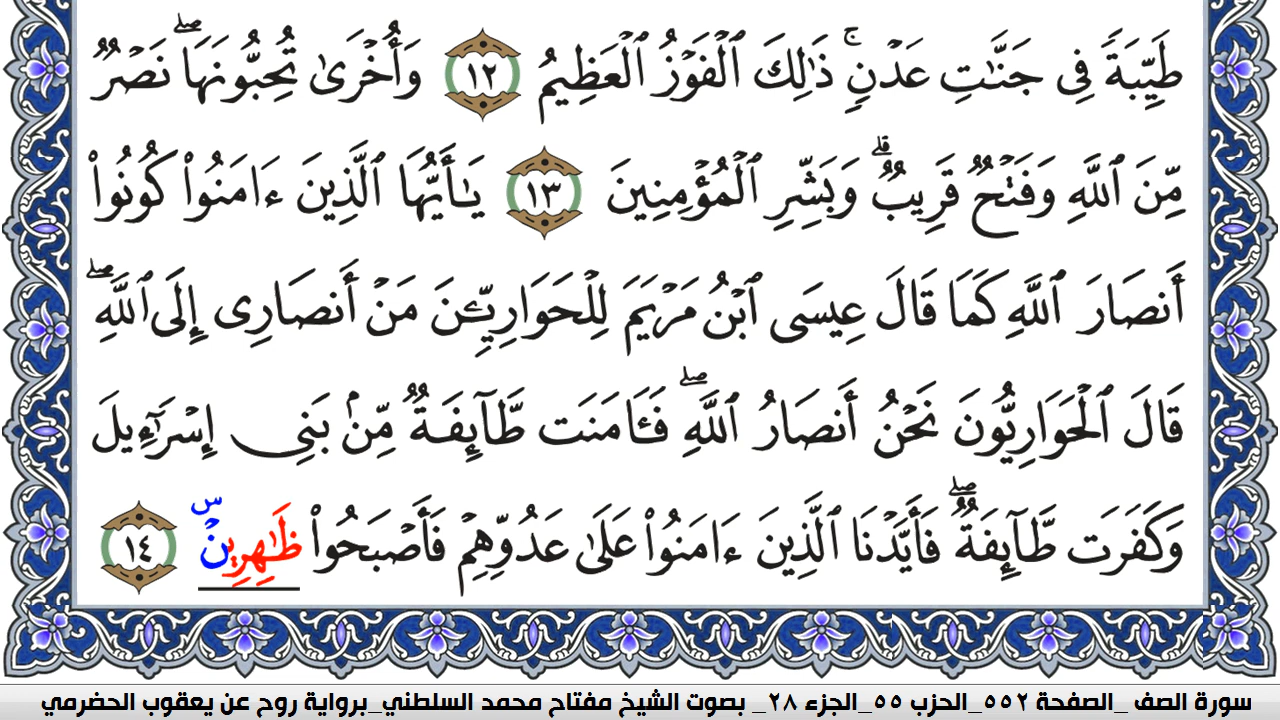 طَيِّبَةً فِى جَنَّـٰتِ عَدْنٍۚ ذَٰلِكَ ٱلْفَوْزُ ٱلْعَظِيمُ ١٢ وَأُخْرَىٰ تُحِبُّونَهَاۖ نَصْرٌ
مِّنَ ٱللَّهِ وَفَتْحٌ قَرِيبٌۗ وَبَشِّرِ ٱلْمُؤْمِنِينَ ١٣ يَـٰٓأَيُّهَا ٱلَّذِينَ ءَامَنُوا۟ كُونُوا۟
أَنصَارَ ٱللَّهِ كَمَا قَالَ عِيسَى ٱبْنُ مَرْيَمَ لِلْحَوَارِيِّـۧنَ مَنْ أَنصَارِى إِلَى ٱللَّهِۖ
قَالَ ٱلْحَوَارِيُّونَ نَحْنُ أَنصَارُ ٱللَّهِۖ فَـَٔامَنَت طَّآئِفَةٌ مِّنۢ بَنِى إِسْرَٰٓءِيلَ
وَكَفَرَت طَّآئِفَةٌۖ فَأَيَّدْنَا ٱلَّذِينَ ءَامَنُوا۟ عَلَىٰ عَدُوِّهِمْ فَأَصْبَحُوا۟ ظَـٰهِرِينَۜ ١٤
سورة الصف _الصفحة ٥٥٢_الحزب ٥٥_الجزء ٢٨_ بصوت الشيخ مفتاح محمد السلطني_برواية روح عن يعقوب الحضرمي